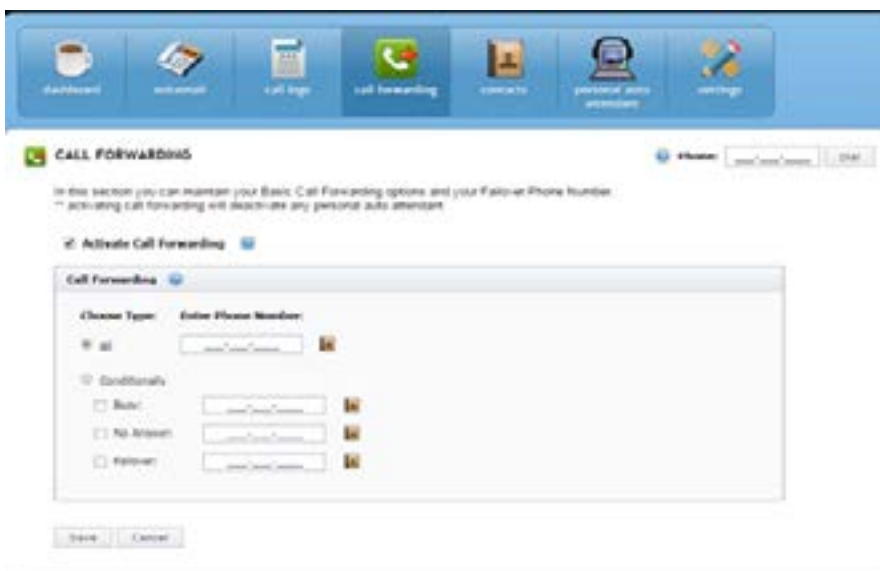 dashboard
voicemail
call logs
call forwarding
contacts
personal auto
attendant
settings
CALL FORWARDING
Phone:
Dial
In this section you can maintain your Basic Call Forwarding options and your Failover Phone Number.
** activating call forwarding will deactivate any personal auto attendant
Activate Call Forwarding
Call Forwarding
Choose Type: Enter Phone Number:
All
Conditionally
Busy:
No Answer:
Failover:
Save Cancel